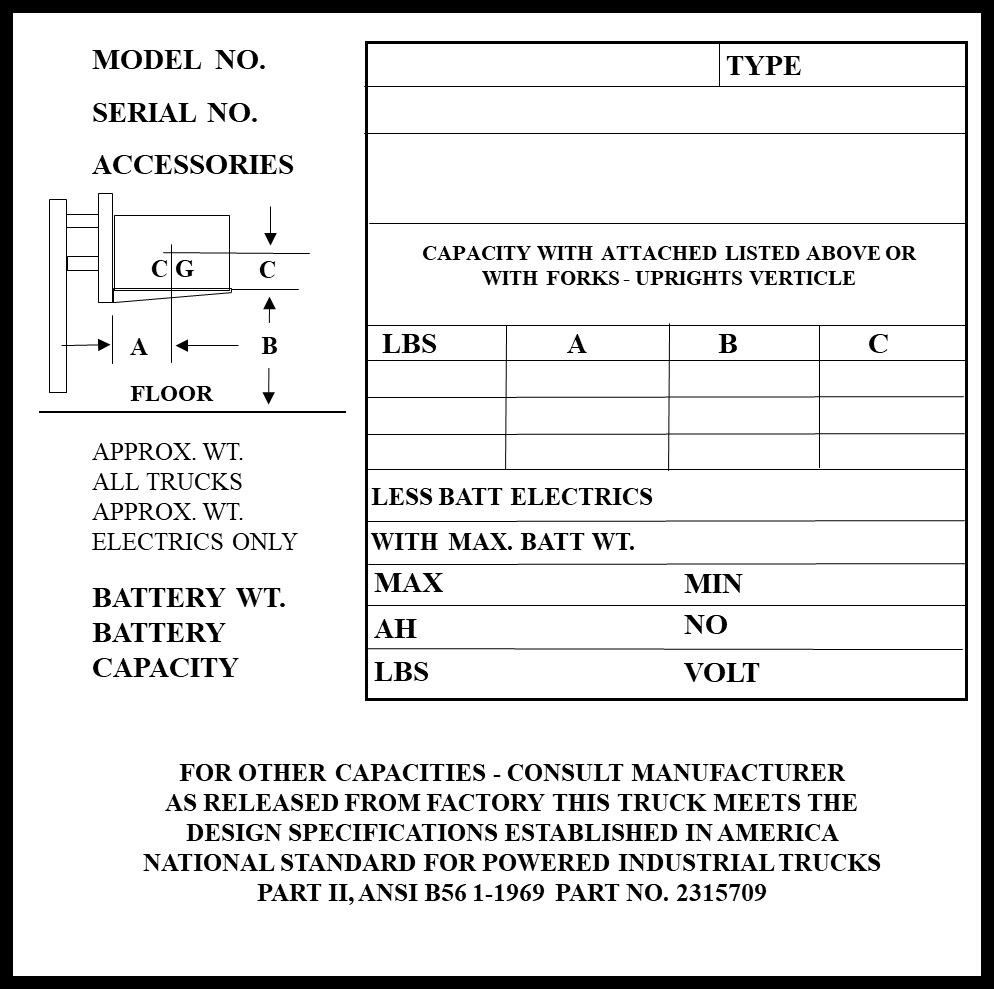 MODEL NO.
TYPE
SERIAL NO.
ACCESSORIES
C G
C
A
B
FLOOR
CAPACITY WITH ATTACHED LISTED ABOVE OR
WITH FORKS - UPRIGHTS VERTICLE
LBS A B C
APPROX. WT.
ALL TRUCKS
APPROX. WT.
ELECTRICS ONLY
LESS BATT ELECTRICS
WITH MAX. BATT WT.
BATTERY WT.
BATTERY
CAPACITY
MAX MIN
AH NO
LBS VOLT
FOR OTHER CAPACITIES - CONSULT MANUFACTURER
AS RELEASED FROM FACTORY THIS TRUCK MEETS THE
DESIGN SPECIFICATIONS ESTABLISHED IN AMERICA
NATIONAL STANDARD FOR POWERED INDUSTRIAL TRUCKS
PART II, ANSI B56 1-1969 PART NO. 2315709